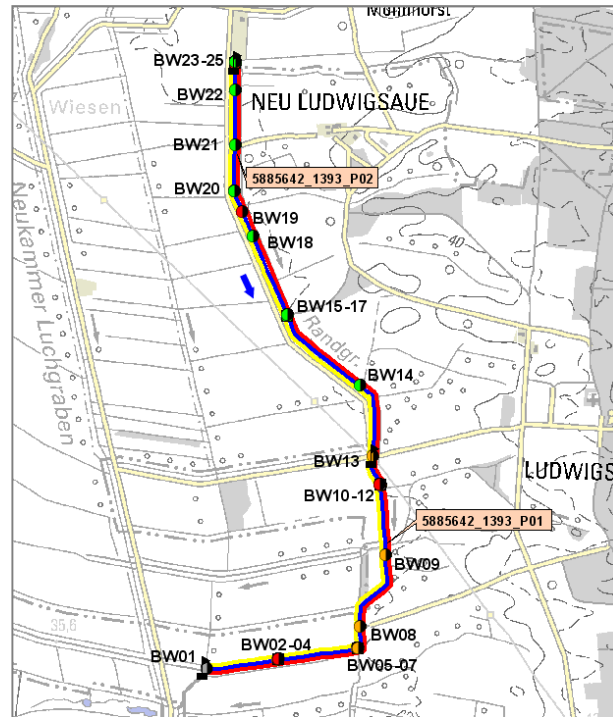 BW23-25
BW22
Wiesen
NEU LUDWIGSAUE
BW21
5885642_1393_P02
BW20
BW19
BW18
40
Neukammer Luchgraben
BW15-17
Randgr.
BW14
BW13
LUDWIGS
BW10-12
5885642_1393_P01
BW09
35,6
BW08
BW01
BW02-04
BW05-07